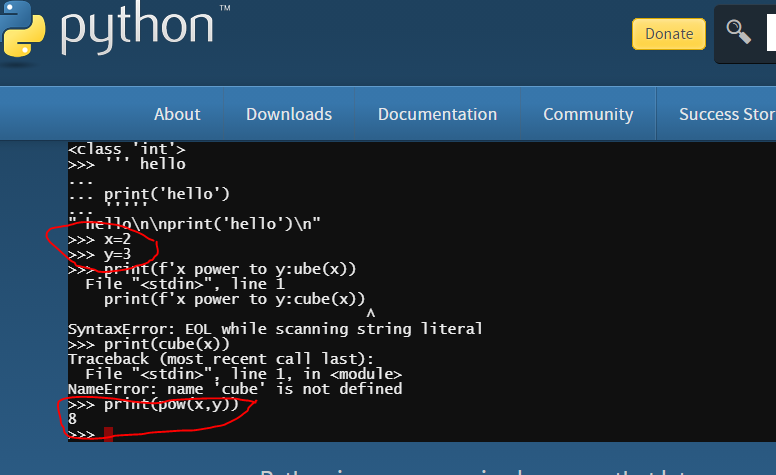 python™
Donate
About Downloads Documentation Community Success Stor
<class 'int'>
>>> ''' hello
...
... print('hello')
... '''''
" hello\n\nprint('hello')\n"
>>> x=2
>>> y=3
>>> print(f'x power to y:ube(x))
  File "<stdin>", line 1
    print(f'x power to y:cube(x))
                                ^
SyntaxError: EOL while scanning string literal
>>> print(cube(x))
Traceback (most recent call last):
  File "<stdin>", line 1, in <module>
NameError: name 'cube' is not defined
>>> print(pow(x,y))
8
>>>